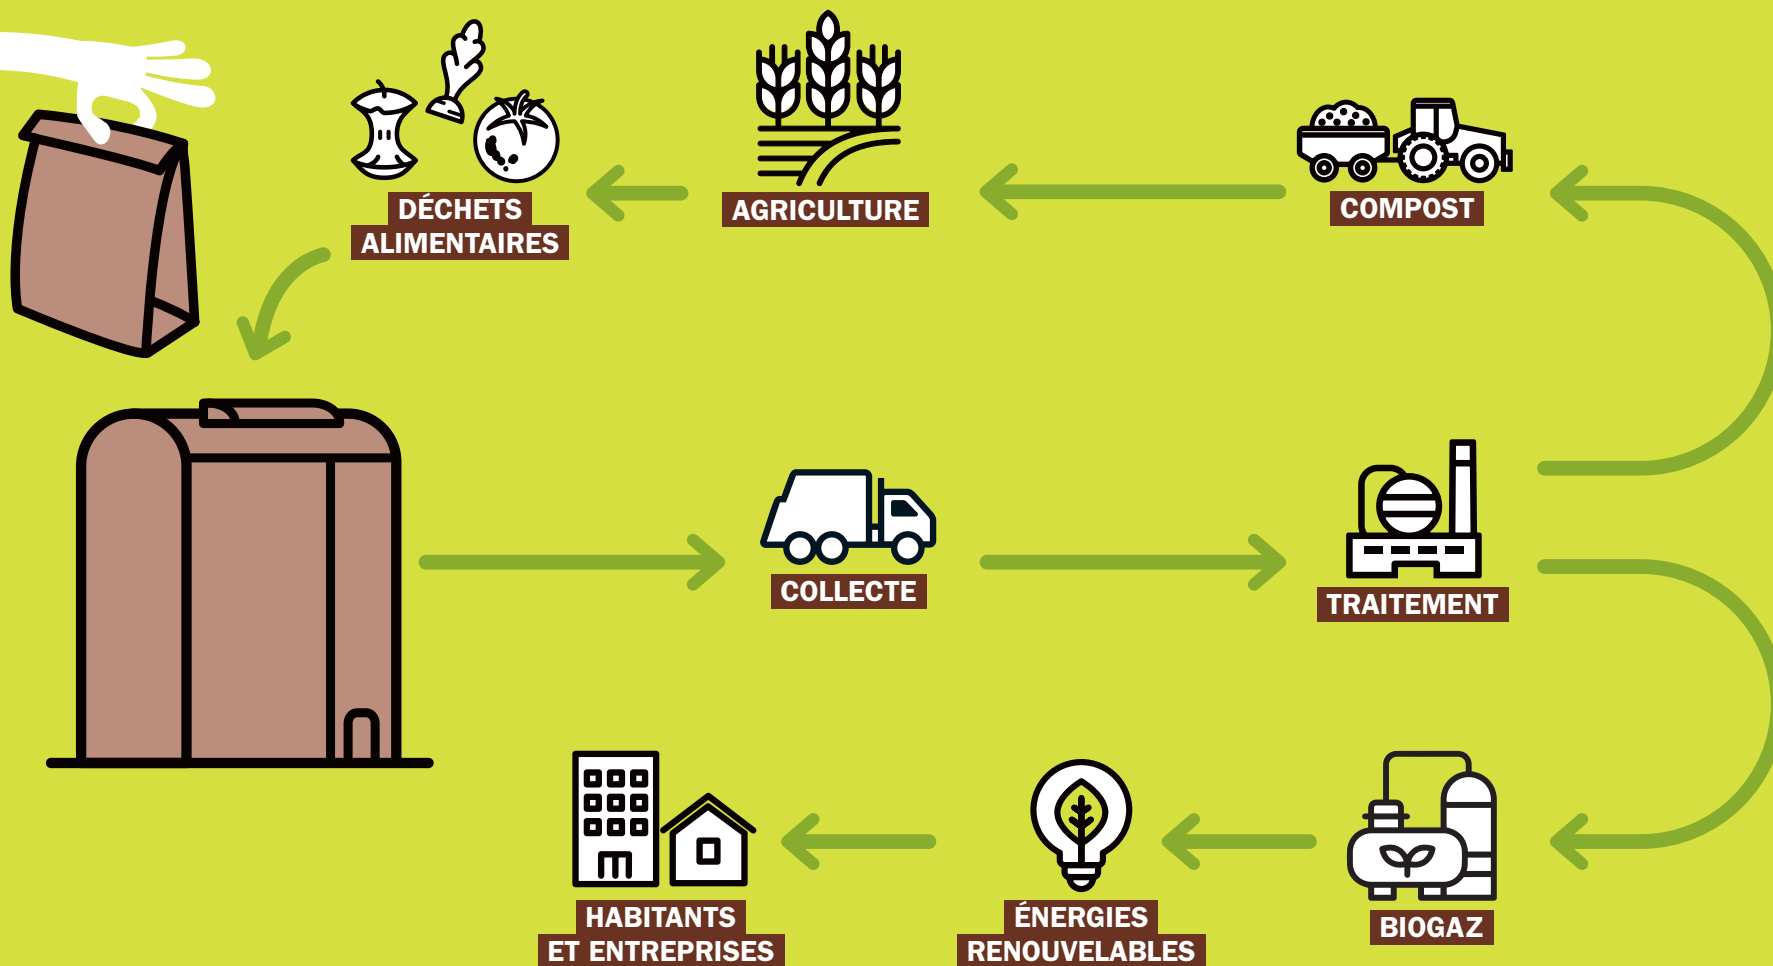 DÉCHETS
ALIMENTAIRES
AGRICULTURE
COMPOST
COLLECTE
TRAITEMENT
HABITANTS
ET ENTREPRISES
ÉNERGIES
RENOUVELABLES
BIOGAZ